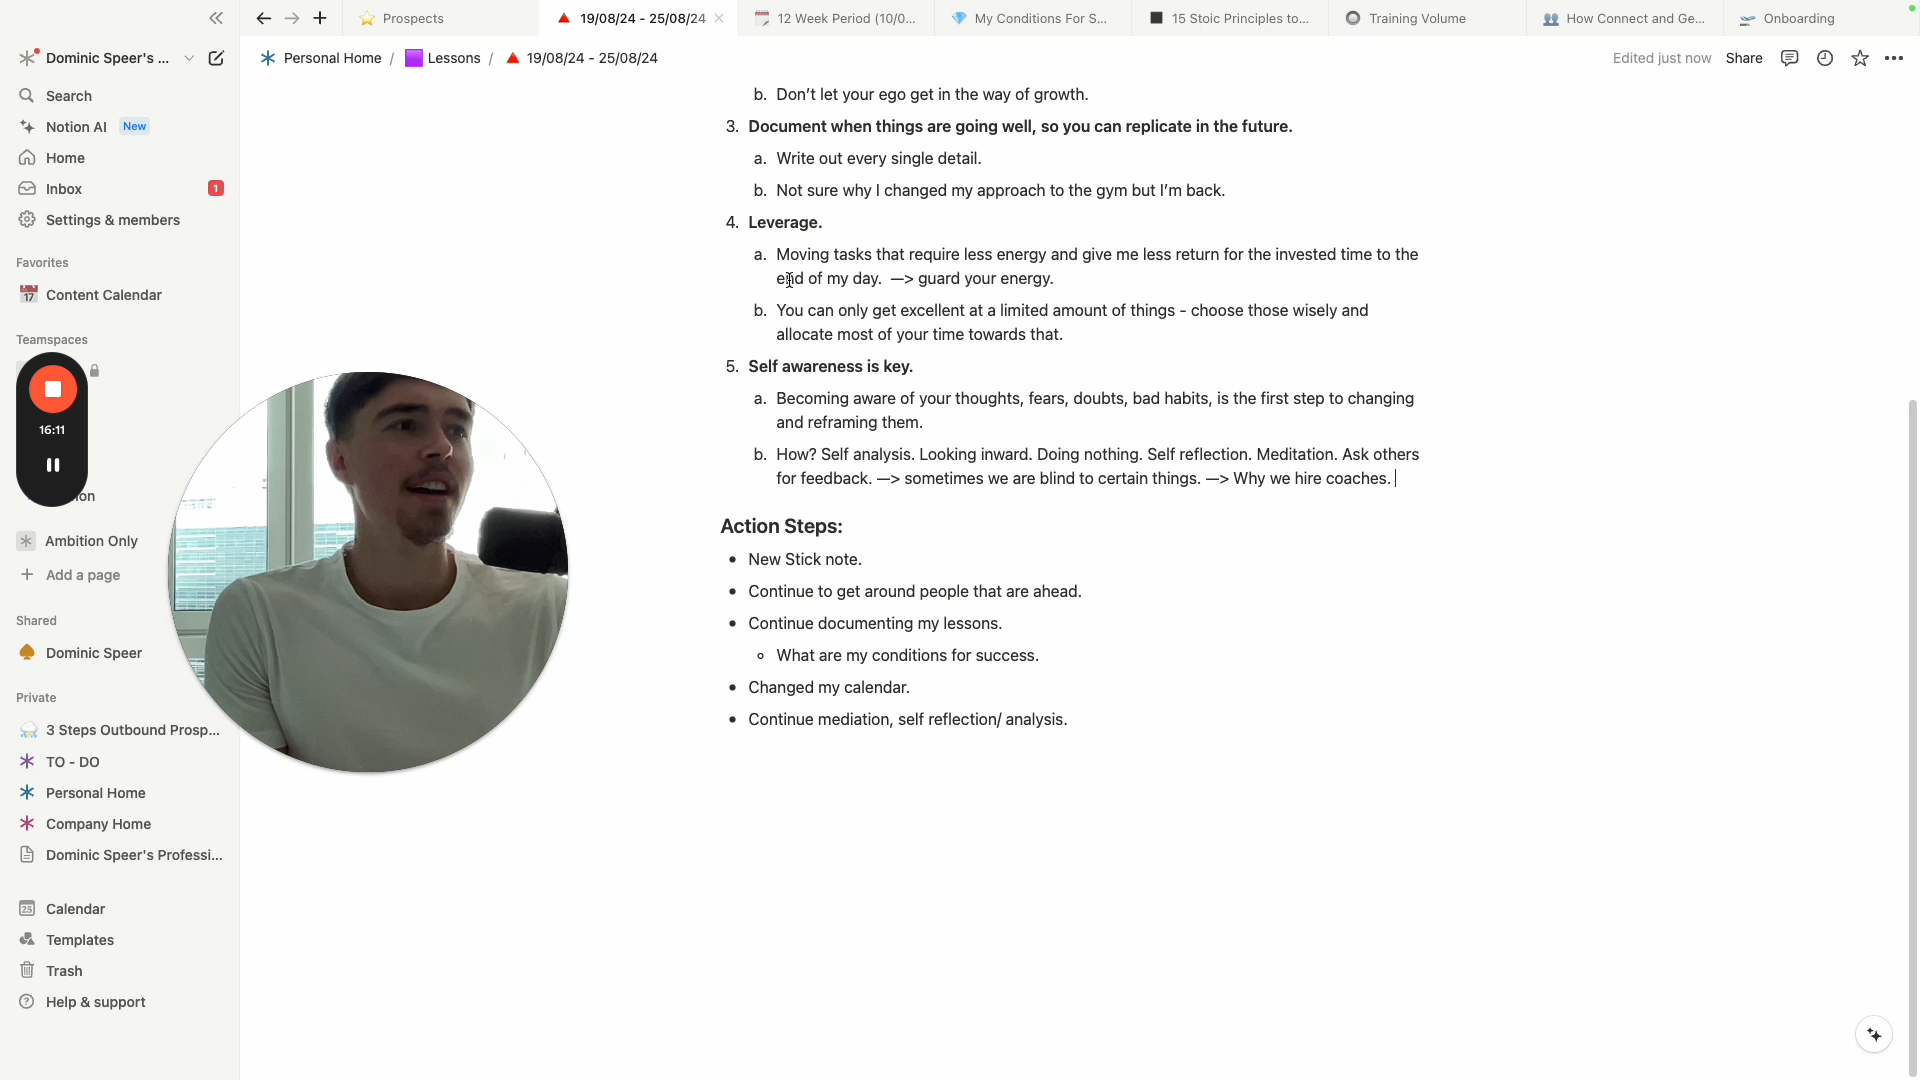 Prospects
19/08/24 - 25/08/24
12 Week Period (10/0...
My Conditions For S...
15 Stoic Principles to...
Training Volume
How Connect and Ge...
Onboarding
Dominic Speer's ...
Personal Home / Lessons / 19/08/24 - 25/08/24
Edited just now Share
Search
Notion AI New
Home
Inbox 1
Settings & members
Favorites
Content Calendar
Teamspaces
16:11
Ambition Only
Add a page
Shared
Dominic Speer
Private
3 Steps Outbound Prosp...
TO - DO
Personal Home
Company Home
Dominic Speer's Professi...
Calendar
Templates
Trash
Help & support
b. Don’t let your ego get in the way of growth.
3. Document when things are going well, so you can replicate in the future.
a. Write out every single detail.
b. Not sure why I changed my approach to the gym but I’m back.
4. Leverage.
a. Moving tasks that require less energy and give me less return for the invested time to the
end of my day. —> guard your energy.
b. You can only get excellent at a limited amount of things - choose those wisely and
allocate most of your time towards that.
5. Self awareness is key.
a. Becoming aware of your thoughts, fears, doubts, bad habits, is the first step to changing
and reframing them.
b. How? Self analysis. Looking inward. Doing nothing. Self reflection. Meditation. Ask others
for feedback. —> sometimes we are blind to certain things. —> Why we hire coaches.
Action Steps:
• New Stick note.
• Continue to get around people that are ahead.
• Continue documenting my lessons.
◦ What are my conditions for success.
• Changed my calendar.
• Continue mediation, self reflection/ analysis.